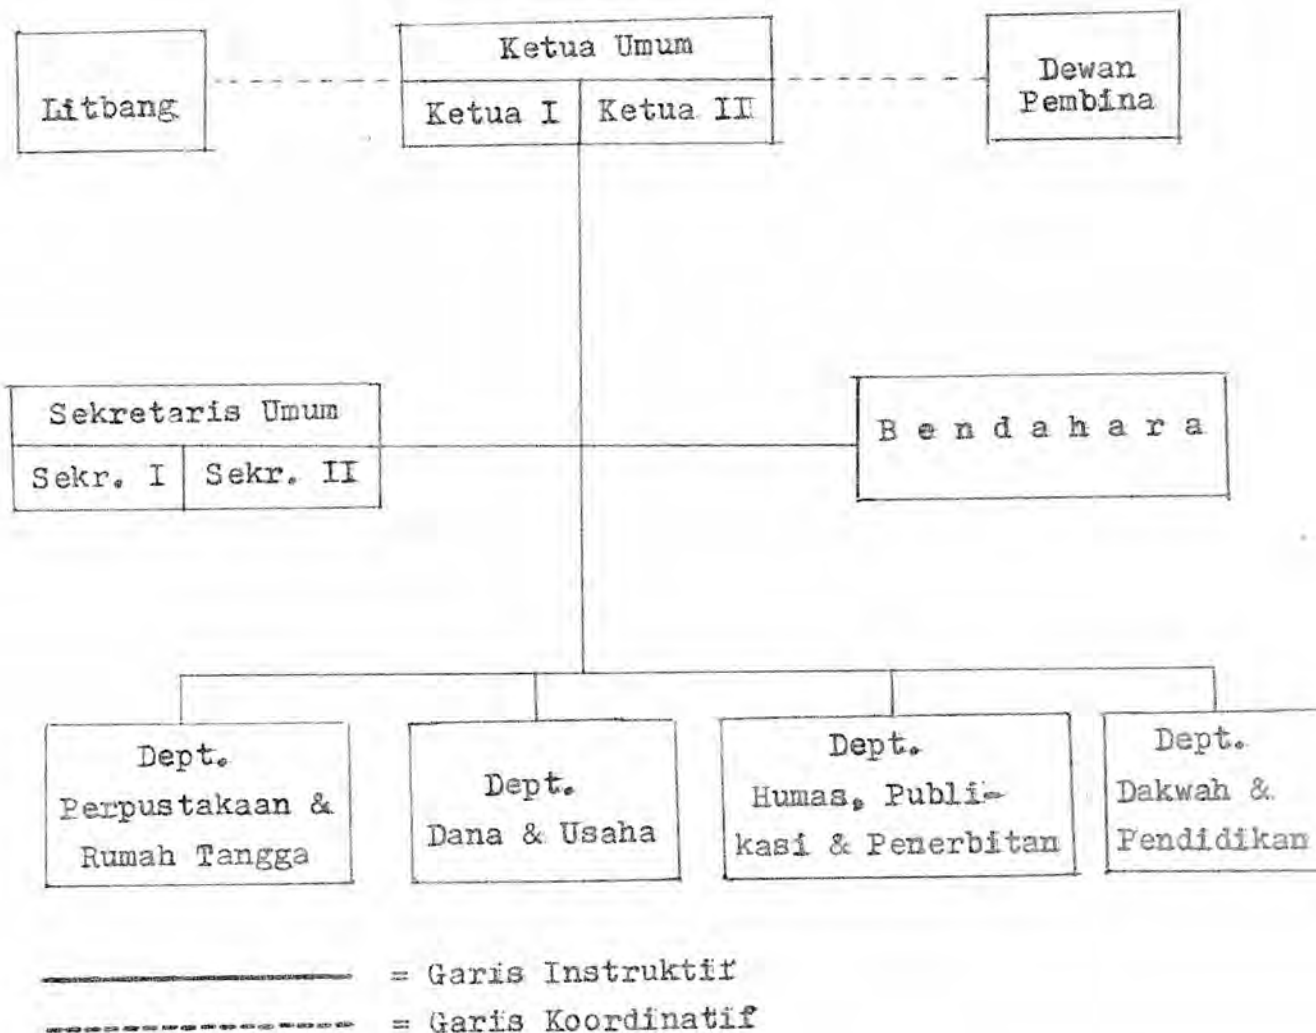 Ketua Umum
Litbang
Ketua I
Ketua II
Dewan
Pembina
Sekretaris Umum
Sekr. I
Sekr. II
Bendahara
Dept.
Perpustakaan &
Rumah Tangga
Dept.
Dana & Usaha
Dept.
Humas, Publi-
kasi & Penerbitan
Dept.
Dakwah &
Pendidikan
= Garis Instruktif
= Garis Koordinatif